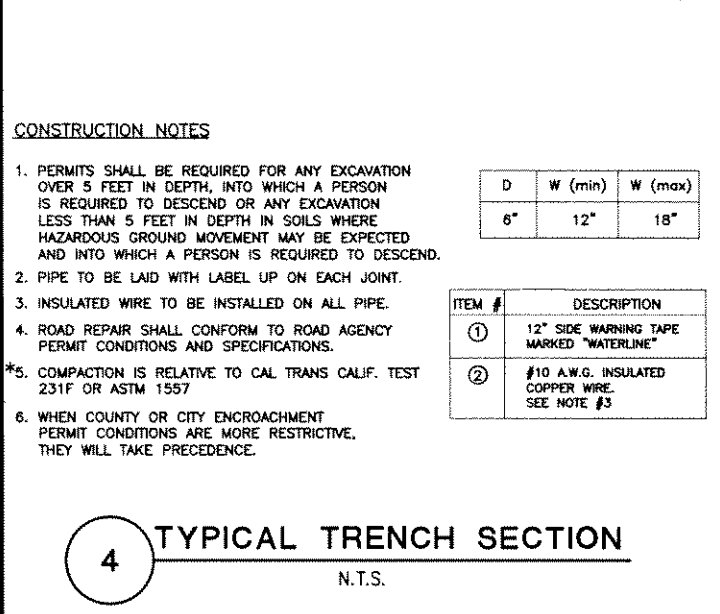 CONSTRUCTION NOTES
1. PERMITS SHALL BE REQUIRED FOR ANY EXCAVATION
OVER 5 FEET IN DEPTH, INTO WHICH A PERSON
IS REQUIRED TO DESCEND OR ANY EXCAVATION
LESS THAN 5 FEET IN DEPTH IN SOILS WHERE
HAZARDOUS GROUND MOVEMENT MAY BE EXPECTED
AND INTO WHICH A PERSON IS REQUIRED TO DESCEND.
2. PIPE TO BE LAID WITH LABEL UP ON EACH JOINT.
3. INSULATED WIRE TO BE INSTALLED ON ALL PIPE.
4. ROAD REPAIR SHALL CONFORM TO ROAD AGENCY
PERMIT CONDITIONS AND SPECIFICATIONS.
*5. COMPACTION IS RELATIVE TO CAL TRANS CALIF. TEST
231F OR ASTM 1557
6. WHEN COUNTY OR CITY ENCROACHMENT
PERMIT CONDITIONS ARE MORE RESTRICTIVE,
THEY WILL TAKE PRECEDENCE.
D W (min) W (max)
6" 12" 18"
ITEM # DESCRIPTION
① 12" SIDE WARNING TAPE
MARKED "WATERLINE"
② #10 A.W.G. INSULATED
COPPER WIRE.
SEE NOTE #3
4 TYPICAL TRENCH SECTION
N.T.S.